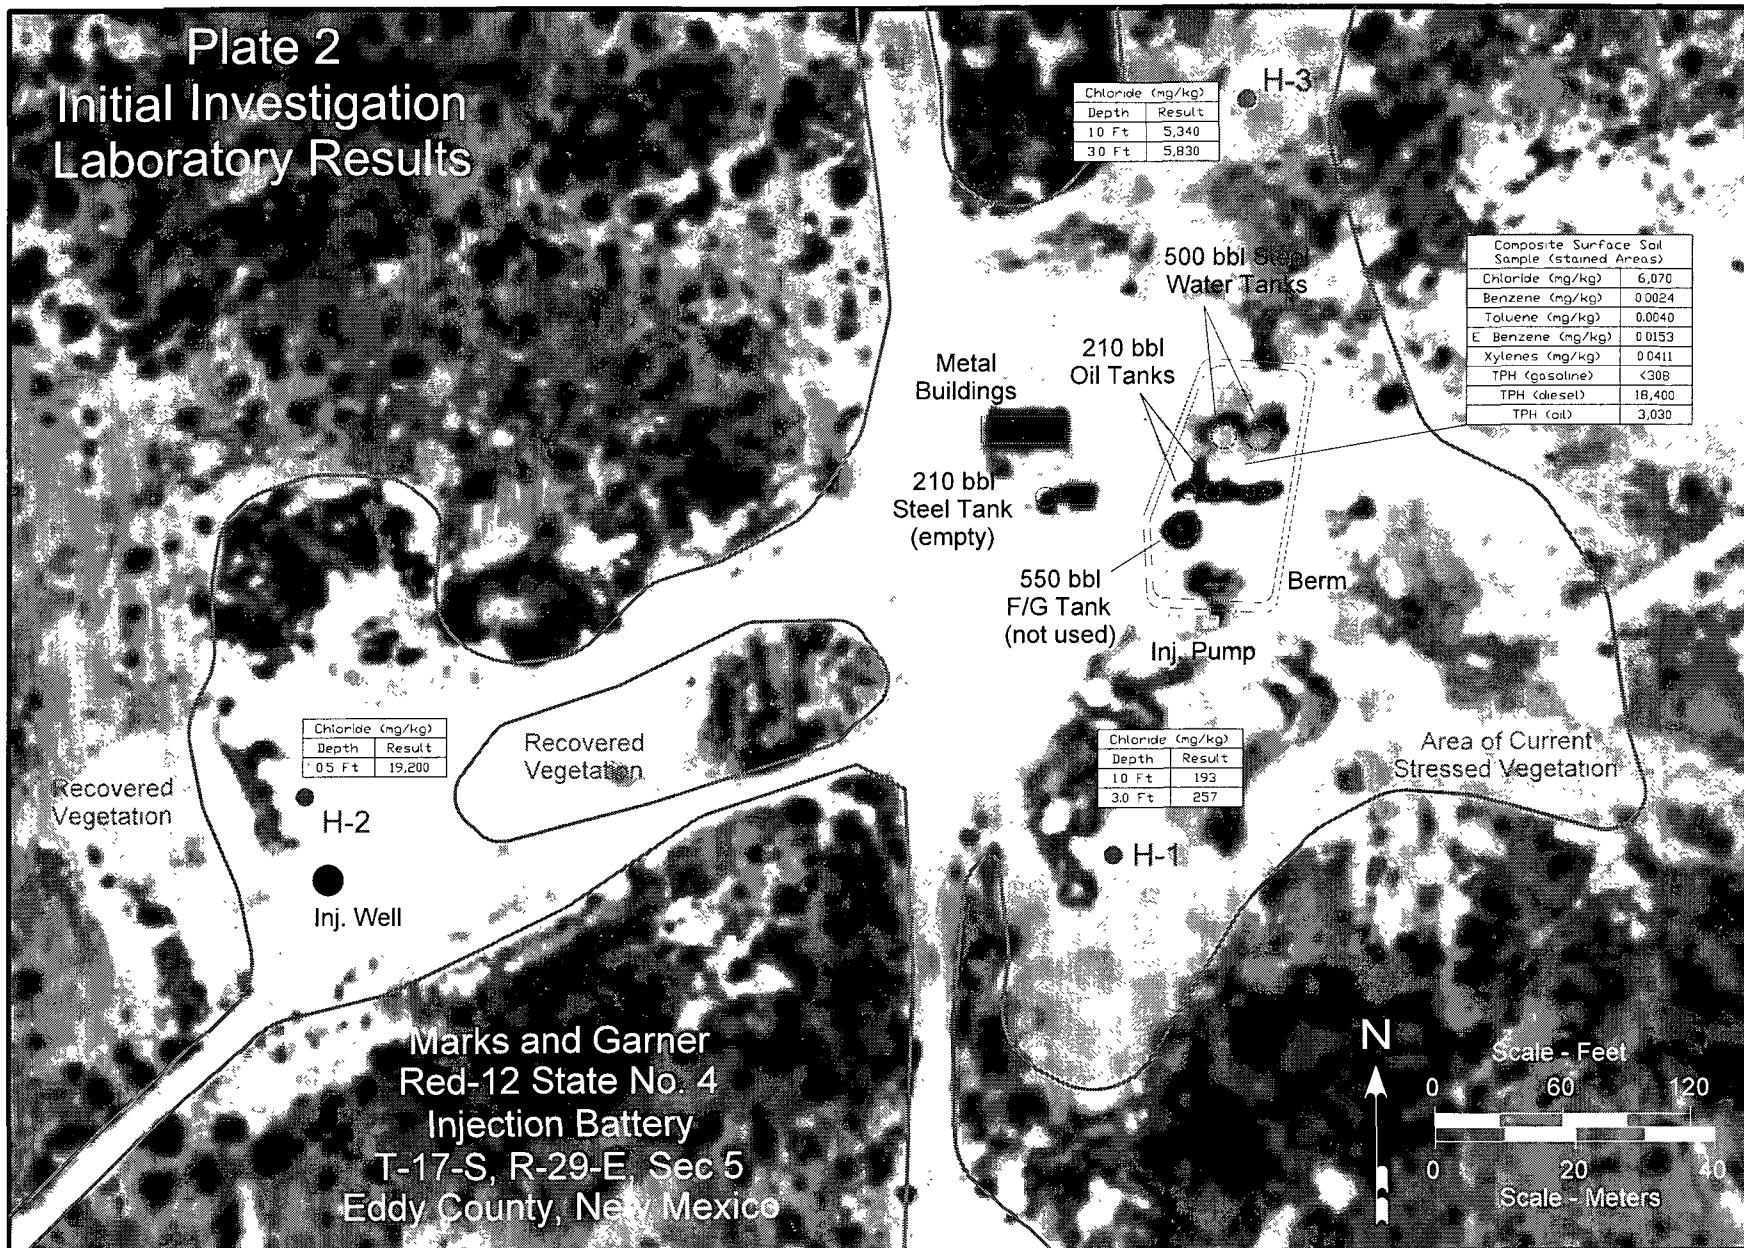 Plate 2
Initial Investigation
Laboratory Results
Chloride (mg/kg)
Depth Result
1.0 Ft 5,340
3.0 Ft 5,830
H-3
500 bbl Steel
Water Tanks
Composite Surface Soil
Sample (stained Areas)
Chloride (mg/kg) 6,070
Benzene (mg/kg) 0.0024
Toluene (mg/kg) 0.0040
E Benzene (mg/kg) 0.0153
Xylenes (mg/kg) 0.0411
TPH (gasoline) <308
TPH (diesel) 18,400
TPH (oil) 3,030
210 bbl
Oil Tanks
Metal
Buildings
210 bbl
Steel Tank
(empty)
550 bbl
F/G Tank
(not used)
Berm
Inj. Pump
Chloride (mg/kg)
Depth Result
0.5 Ft 19,200
Recovered
Vegetation
Recovered
Vegetation
H-2
Inj. Well
Chloride (mg/kg)
Depth Result
1.0 Ft 193
3.0 Ft 257
H-1
Area of Current
Stressed Vegetation
Marks and Garner
Red-12 State No. 4
Injection Battery
T-17-S, R-29-E, Sec 5
Eddy County, New Mexico
N
Scale - Feet
0 60 120
0 20 40
Scale - Meters